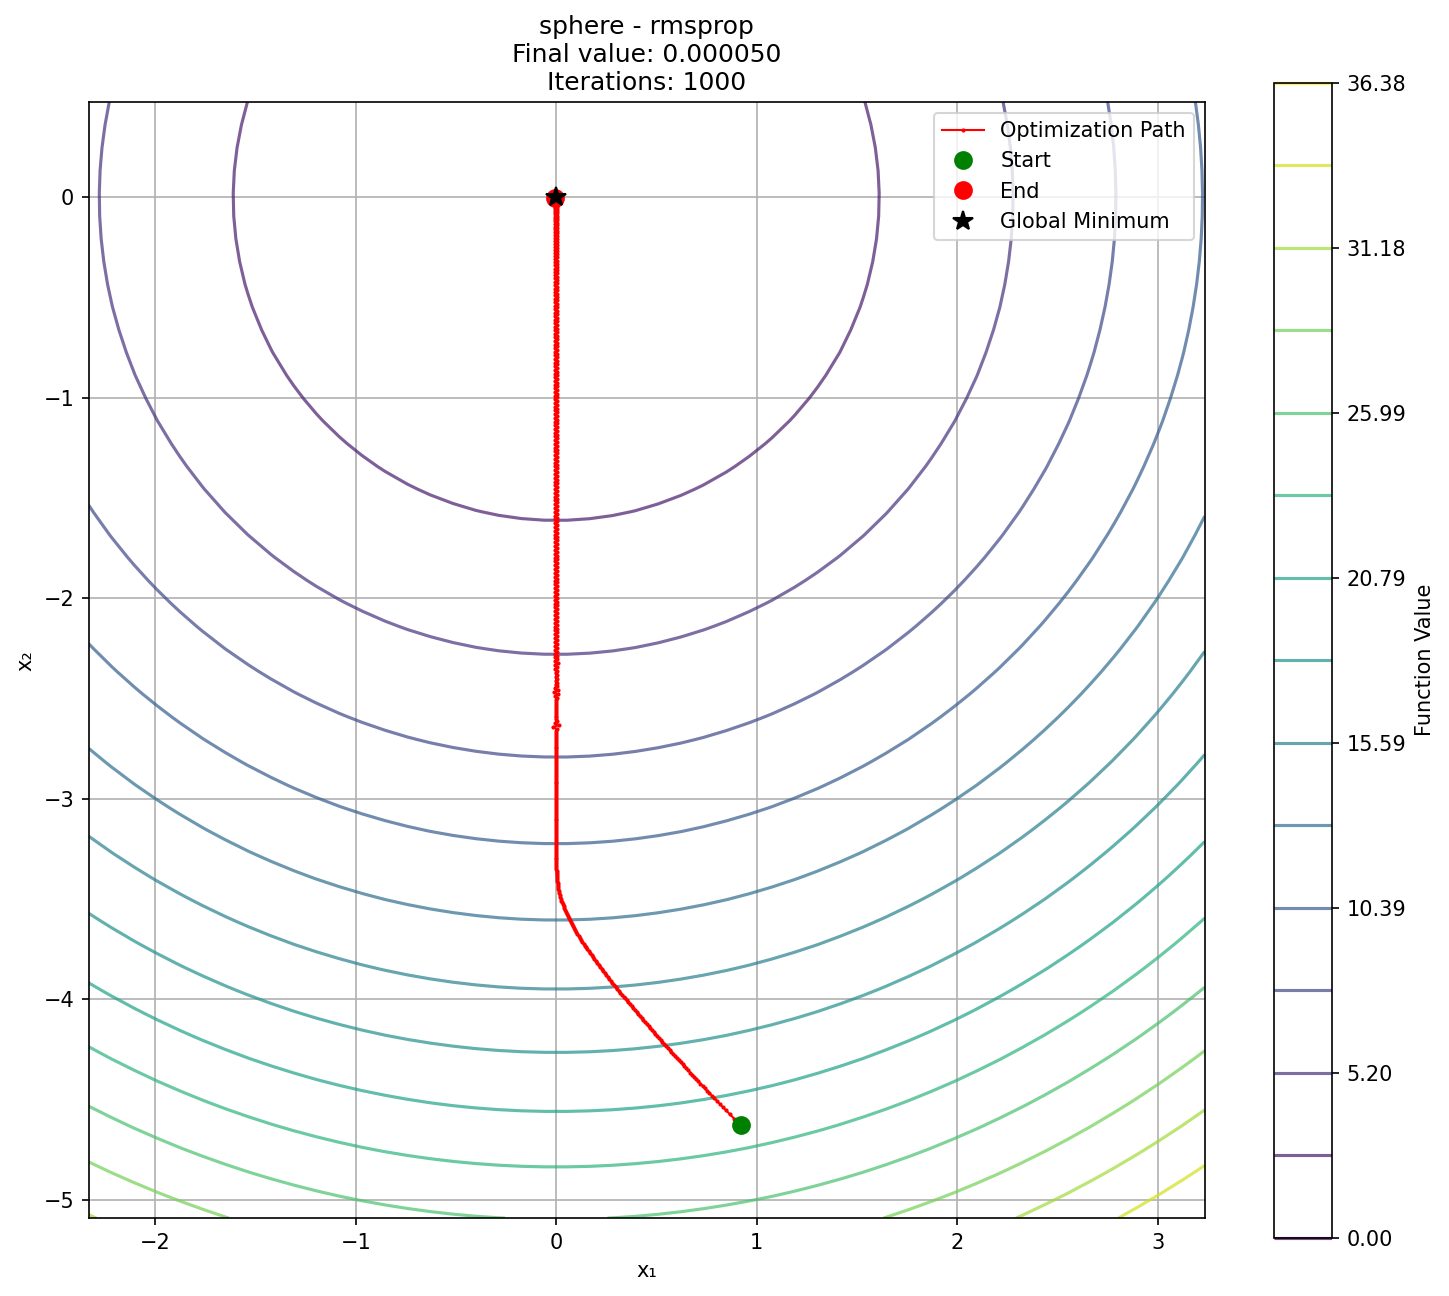 sphere - rmsprop
Final value: 0.000050
Iterations: 1000
Optimization Path
Start
End
Global Minimum
0
−1
−2
−3
−4
−5
x₂
−2
−1
0
1
2
3
x₁
36.38
31.18
25.99
20.79
15.59
10.39
5.20
0.00
Function Value